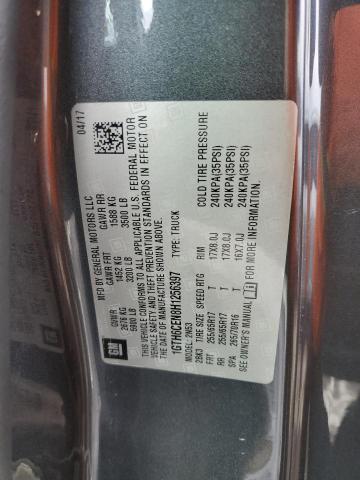 04/17
MFD BY GENERAL MOTORS LLC
GVWR GAWR FRT GAWR RR
2676 KG 1452 KG 1588 KG
5900 LB 3200 LB 3500 LB
THIS VEHICLE CONFORMS TO ALL APPLICABLE U.S. FEDERAL MOTOR
VEHICLE SAFETY, AND THEFT PREVENTION STANDARDS IN EFFECT ON
THE DATE OF MANUFACTURE SHOWN ABOVE.
1GTH6CEN8H1256397 TYPE: TRUCK
GM
2N53
2BKJ TIRE SIZE SPEED RTG RIM COLD TIRE PRESSURE
FRT 255/65R17 T 17X8.0J 240KPA(35PSI)
RR 255/65R17 T 17X8.0J 240KPA(35PSI)
SPA 265/70R16 T 16X7.0J 240KPA(35PSI)
SEE OWNER'S MANUAL FOR MORE INFORMATION.